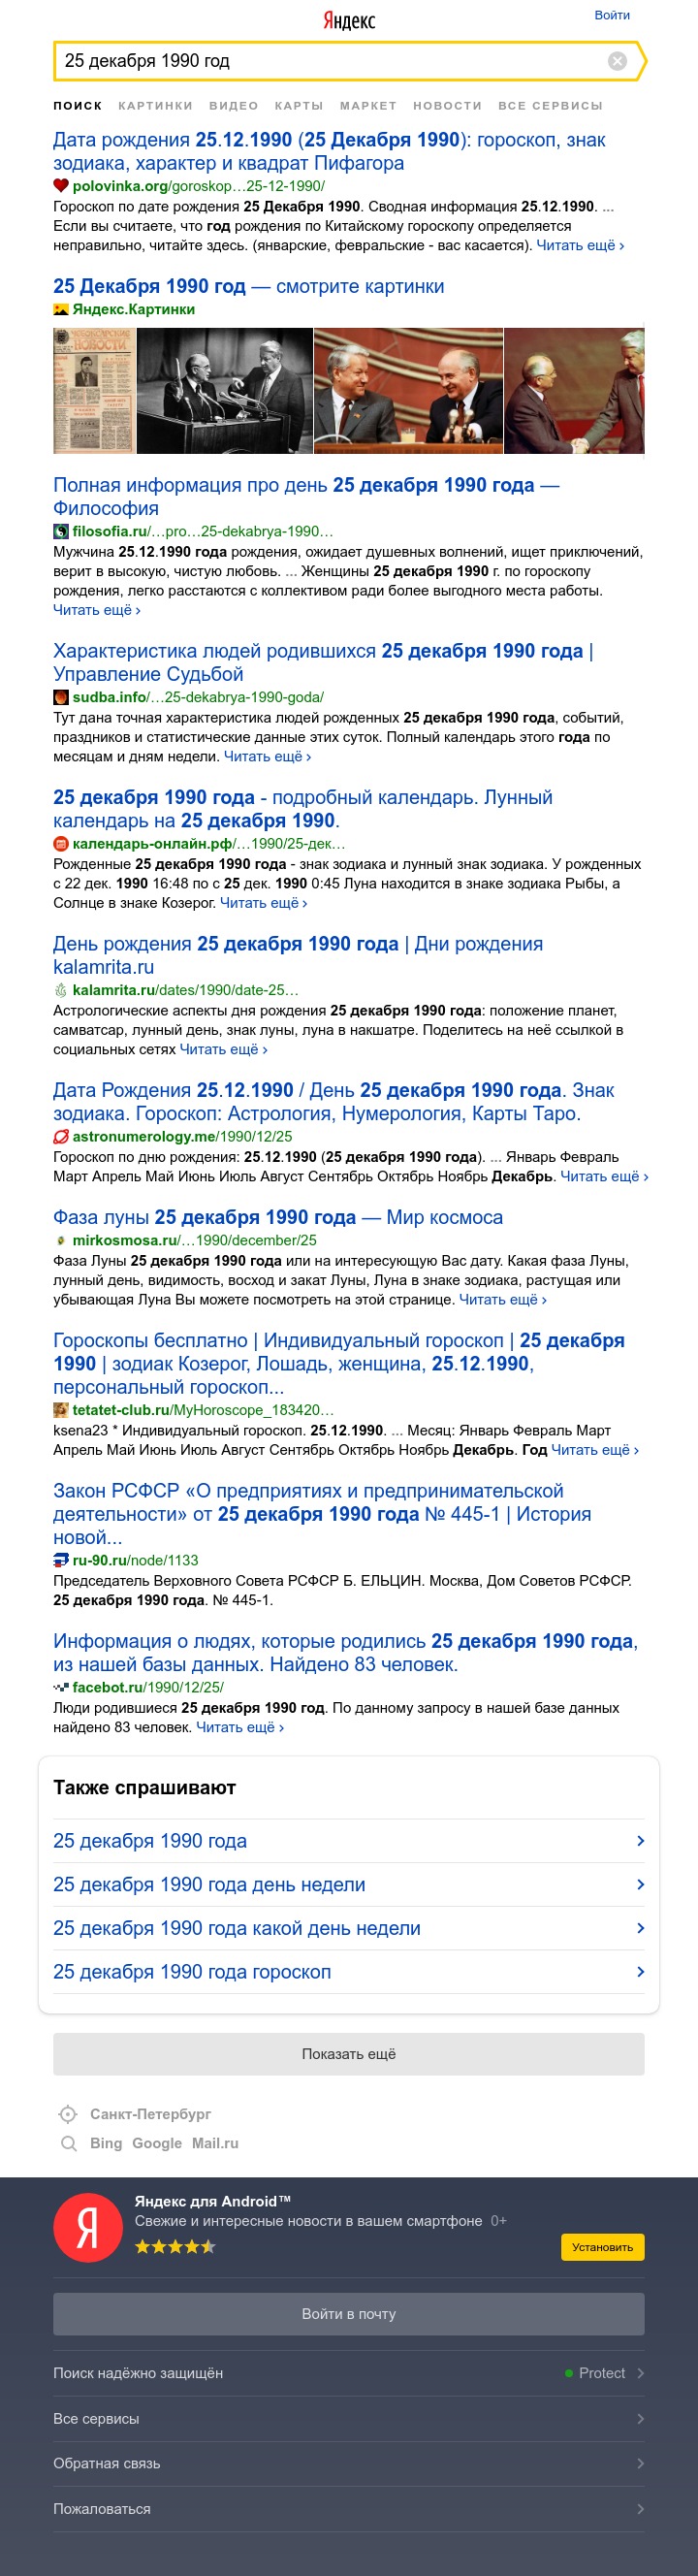 Яндекс
Войти
25 декабря 1990 год
ПОИСК КАРТИНКИ ВИДЕО КАРТЫ МАРКЕТ НОВОСТИ ВСЕ СЕРВИСЫ
Дата рождения 25.12.1990 (25 Декабря 1990): гороскоп, знак
зодиака, характер и квадрат Пифагора
polovinka.org/goroskop…25-12-1990/
Гороскоп по дате рождения 25 Декабря 1990. Сводная информация 25.12.1990. ...
Если вы считаете, что год рождения по Китайскому гороскопу определяется
неправильно, читайте здесь. (январские, февральские - вас касается). Читать ещё ›
25 Декабря 1990 год — смотрите картинки
Яндекс.Картинки
НОВОСТИ
Полная информация про день 25 декабря 1990 года —
Философия
filosofia.ru/…pro…25-dekabrya-1990…
Мужчина 25.12.1990 года рождения, ожидает душевных волнений, ищет приключений,
верит в высокую, чистую любовь. ... Женщины 25 декабря 1990 г. по гороскопу
рождения, легко расстаются с коллективом ради более выгодного места работы.
Читать ещё ›
Характеристика людей родившихся 25 декабря 1990 года |
Управление Судьбой
sudba.info/…25-dekabrya-1990-goda/
Тут дана точная характеристика людей рожденных 25 декабря 1990 года, событий,
праздников и статистические данные этих суток. Полный календарь этого года по
месяцам и дням недели. Читать ещё ›
25 декабря 1990 года - подробный календарь. Лунный
календарь на 25 декабря 1990.
календарь-онлайн.рф/…1990/25-дек…
Рожденные 25 декабря 1990 года - знак зодиака и лунный знак зодиака. У рожденных
с 22 дек. 1990 16:48 по с 25 дек. 1990 0:45 Луна находится в знаке зодиака Рыбы, а
Солнце в знаке Козерог. Читать ещё ›
День рождения 25 декабря 1990 года | Дни рождения
kalamrita.ru
kalamrita.ru/dates/1990/date-25…
Астрологические аспекты дня рождения 25 декабря 1990 года: положение планет,
самватсар, лунный день, знак луны, луна в накшатре. Поделитесь на неё ссылкой в
социальных сетях Читать ещё ›
Дата Рождения 25.12.1990 / День 25 декабря 1990 года. Знак
зодиака. Гороскоп: Астрология, Нумерология, Карты Таро.
astronumerology.me/1990/12/25
Гороскоп по дню рождения: 25.12.1990 (25 декабря 1990 года). ... Январь Февраль
Март Апрель Май Июнь Июль Август Сентябрь Октябрь Ноябрь Декабрь. Читать ещё ›
Фаза луны 25 декабря 1990 года — Мир космоса
mirkosmosa.ru/…1990/december/25
Фаза Луны 25 декабря 1990 года или на интересующую Вас дату. Какая фаза Луны,
лунный день, видимость, восход и закат Луны, Луна в знаке зодиака, растущая или
убывающая Луна Вы можете посмотреть на этой странице. Читать ещё ›
Гороскопы бесплатно | Индивидуальный гороскоп | 25 декабря
1990 | зодиак Козерог, Лошадь, женщина, 25.12.1990,
персональный гороскоп...
tetatet-club.ru/MyHoroscope_183420…
ksena23 * Индивидуальный гороскоп. 25.12.1990. ... Месяц: Январь Февраль Март
Апрель Май Июнь Июль Август Сентябрь Октябрь Ноябрь Декабрь. Год Читать ещё ›
Закон РСФСР «О предприятиях и предпринимательской
деятельности» от 25 декабря 1990 года № 445-1 | История
новой...
ru-90.ru/node/1133
Председатель Верховного Совета РСФСР Б. ЕЛЬЦИН. Москва, Дом Советов РСФСР.
25 декабря 1990 года. № 445-1.
Информация о людях, которые родились 25 декабря 1990 года,
из нашей базы данных. Найдено 83 человек.
facebot.ru/1990/12/25/
Люди родившиеся 25 декабря 1990 год. По данному запросу в нашей базе данных
найдено 83 человек. Читать ещё ›
Также спрашивают
25 декабря 1990 года
25 декабря 1990 года день недели
25 декабря 1990 года какой день недели
25 декабря 1990 года гороскоп
Показать ещё
Санкт-Петербург
Bing Google Mail.ru
Я
Яндекс для Android™
Свежие и интересные новости в вашем смартфоне 0+
Установить
Войти в почту
Поиск надёжно защищён
Protect
Все сервисы
Обратная связь
Пожаловаться